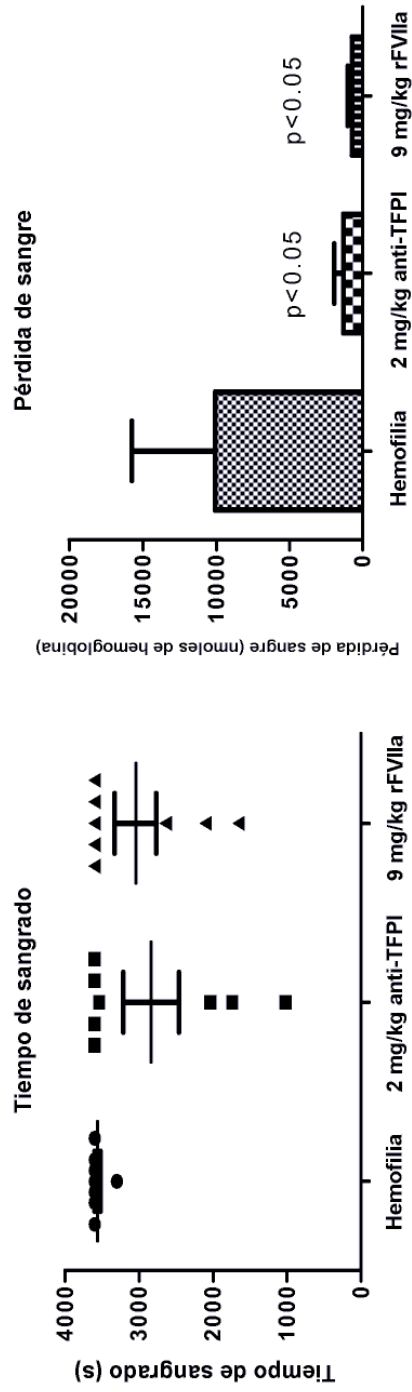 Tiempo de sangrado
Tiempo de sangrado (s)
4000
3000
2000
1000
0
Hemofilia
2 mg/kg anti-TFPI
9 mg/kg rFVIIa
Pérdida de sangre
Pérdida de sangre (nmoles de hemoglobina)
20000
15000
10000
5000
0
p<0.05
p<0.05
Hemofilia
2 mg/kg anti-TFPI
9 mg/kg rFVIIa